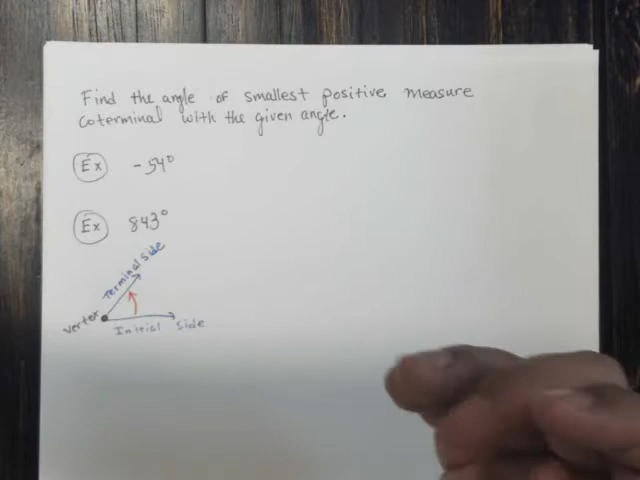 Find the angle of smallest positive measure
coterminal with the given angle.
Ex -54°
Ex 843°
Terminal Side
Vertex
Initial Side